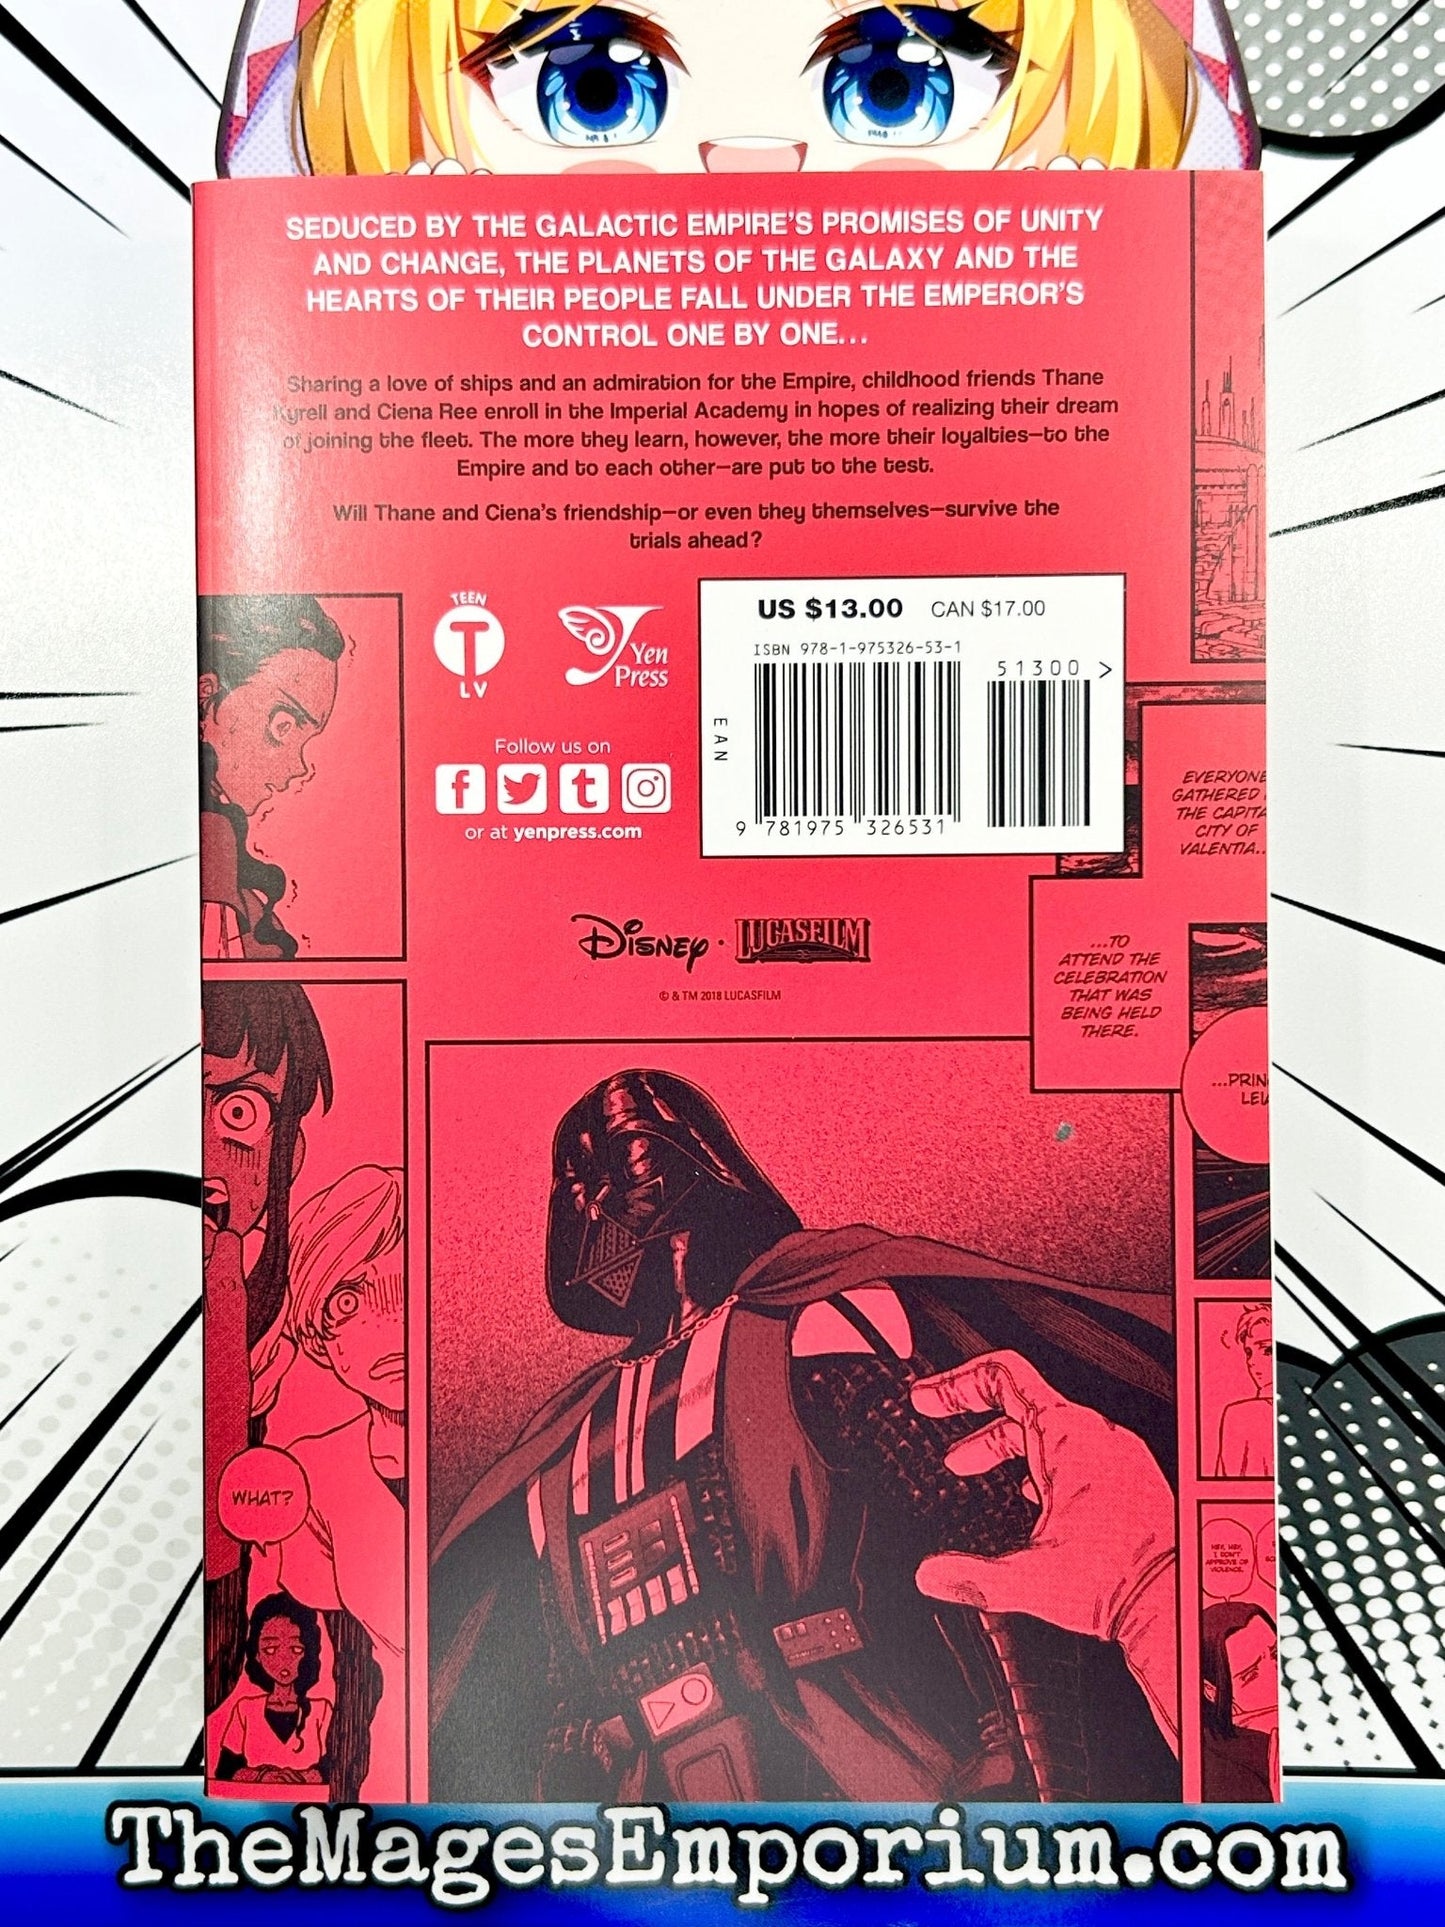 SEDUCED BY THE GALACTIC EMPIRE'S PROMISES OF UNITY
AND CHANGE, THE PLANETS OF THE GALAXY AND THE
HEARTS OF THEIR PEOPLE FALL UNDER THE EMPEROR'S
CONTROL ONE BY ONE...
Sharing a love of ships and an admiration for the Empire, childhood friends Thane
Kyrell and Ciena Ree enroll in the Imperial Academy in hopes of realizing their dream
of joining the fleet. The more they learn, however, the more their loyalties—to the
Empire and to each other—are put to the test.
Will Thane and Ciena's friendship—or even they themselves—survive the
trials ahead?
TEEN
T
LV
Yen
Press
Follow us on
or at yenpress.com
US $13.00 CAN $17.00
ISBN 978-1-975326-53-1
51300 >
EAN
9 781975 326531
EVERYONE
GATHERED
THE CAPITA
CITY OF
VALENTIA...
...TO
ATTEND THE
CELEBRATION
THAT WAS
BEING HELD
THERE.
DISNEY · LUCASFILM
© & TM 2018 LUCASFILM
...PRIN
LEIA
WHAT?
HEY, HEY,
I DON'T
APPROVE OF
VIOLENCE.
TheMagesEmporium.com